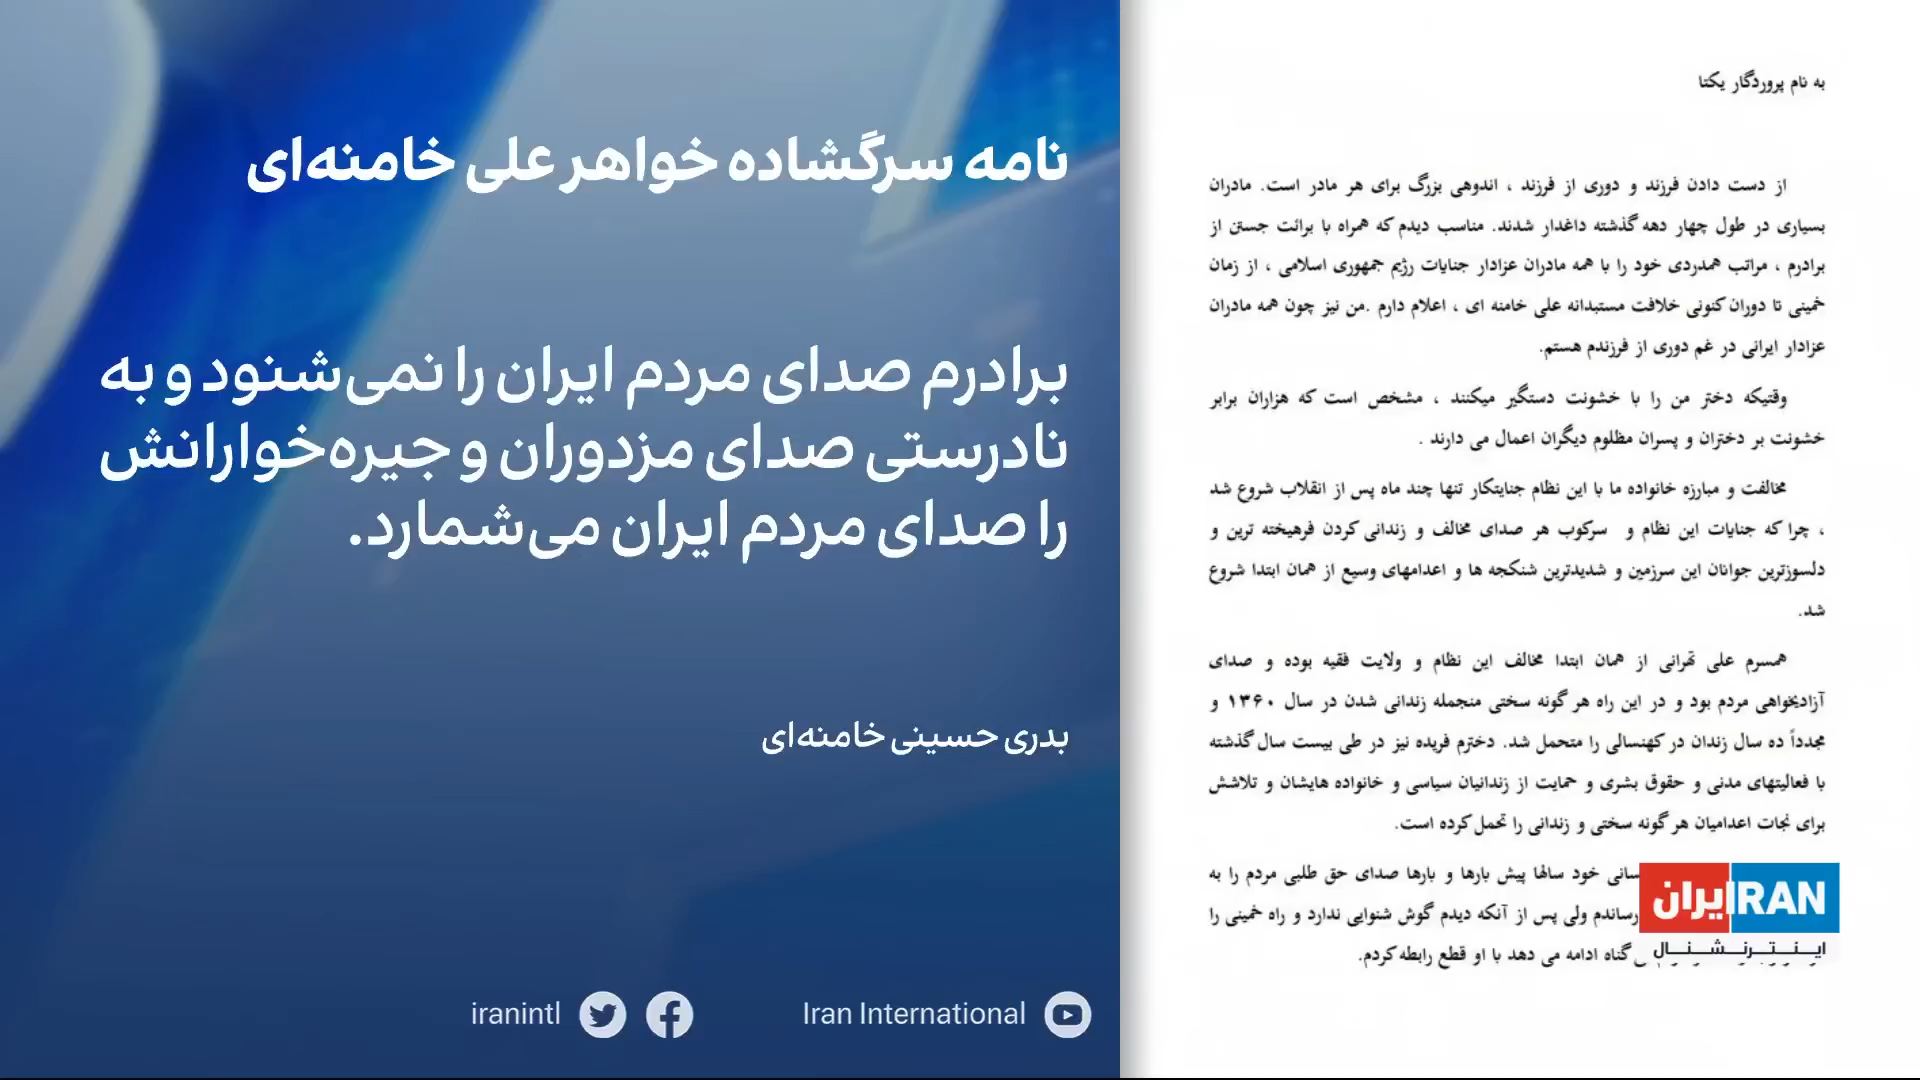 نامه سرگشاده خواهر علی خامنه‌ای
برادرم صدای مردم ایران را نمی‌شنود و به
نادرستی صدای مزدوران و جیره‌خوارانش
را صدای مردم ایران می‌شمارد.
بدری حسینی خامنه‌ای
iranintl
Iran International
به نام پروردگار یکتا
از دست دادن فرزند و دوری از فرزند ، اندوهی بزرگ برای هر مادر است. مادران
بسیاری در طول چهار دهه گذشته داغدار شدند. مناسب دیدم که همراه با برائت جستن از
برادرم ، مراتب همدردی خود را با همه مادران عزادار جنایات رژیم جمهوری اسلامی ، از زمان
خمینی تا دوران کنونی خلافت مستبدانه علی خامنه ای ، اعلام دارم .من نیز چون همه مادران
عزادار ایرانی در غم دوری از فرزندم هستم.
وقتیکه دختر من را با خشونت دستگیر میکنند ، مشخص است که هزاران برابر
خشونت بر دختران و پسران مظلوم دیگران اعمال می دارند .
مخالفت و مبارزه خانواده ما با این نظام جنایتکار تنها چند ماه پس از انقلاب شروع شد
، چرا که جنایات این نظام و سرکوب هر صدای مخالف و زندانی کردن فرهیخته ترین و
دلسوزترین جوانان این سرزمین و شدیدترین شنکجه ها و اعدامهای وسیع از همان ابتدا شروع
شد.
همسرم علی تهرانی از همان ابتدا مخالف این نظام و ولایت فقیه بوده و صدای
آزادیخواهی مردم بود و در این راه هر گونه سختی منجمله زندانی شدن در سال ۱۳۶۰ و
مجدداً ده سال زندان در کهنسالی را متحمل شد. دخترم فریده نیز در طی بیست سال گذشته
با فعالیتهای مدنی و حقوق بشری و حمایت از زندانیان سیاسی و خانواده هایشان و تلاشش
برای نجات اعدامیان هر گونه سختی و زندانی را تحمل کرده است.
خود سالها پیش بارها و بارها صدای حق طلبی مردم را به
رساندم ولی پس از آنکه دیدم گوش شنوایی ندارد و راه خمینی را
گناه ادامه می دهد با او قطع رابطه کردم.
ایران IRAN
اینترنشنال